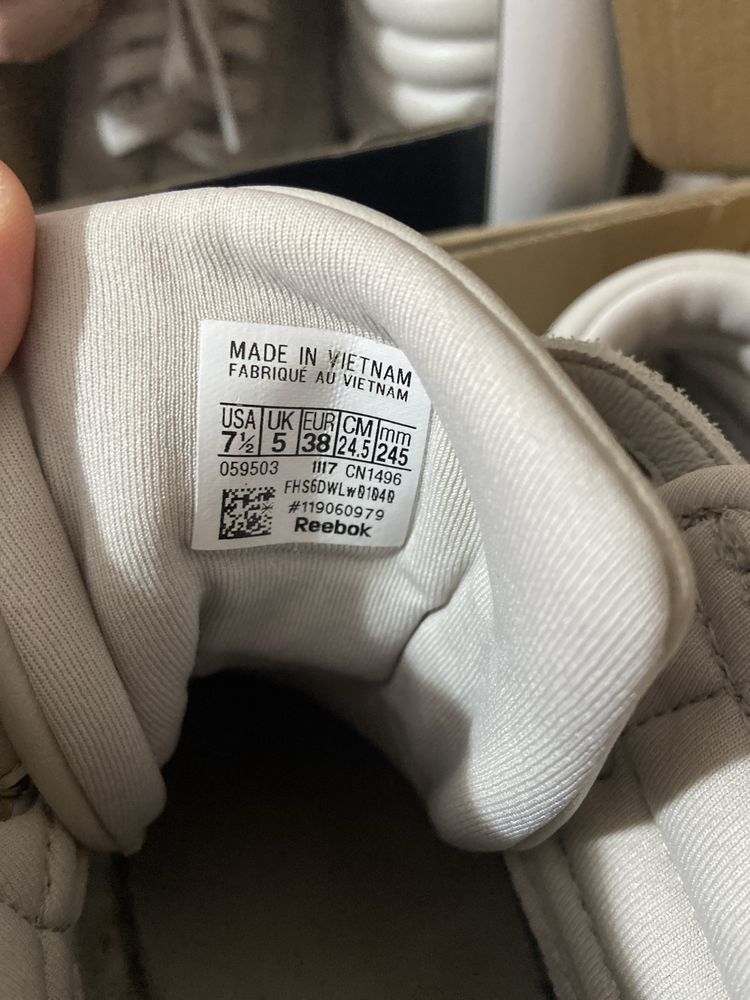 MADE IN VIETNAM
FABRIQUÉ AU VIETNAM
USA UK EUR CM mm
7½ 5 38 24.5 245
059503 1117 CN1496
FHS6DWLw01040
#119060979
Reebok